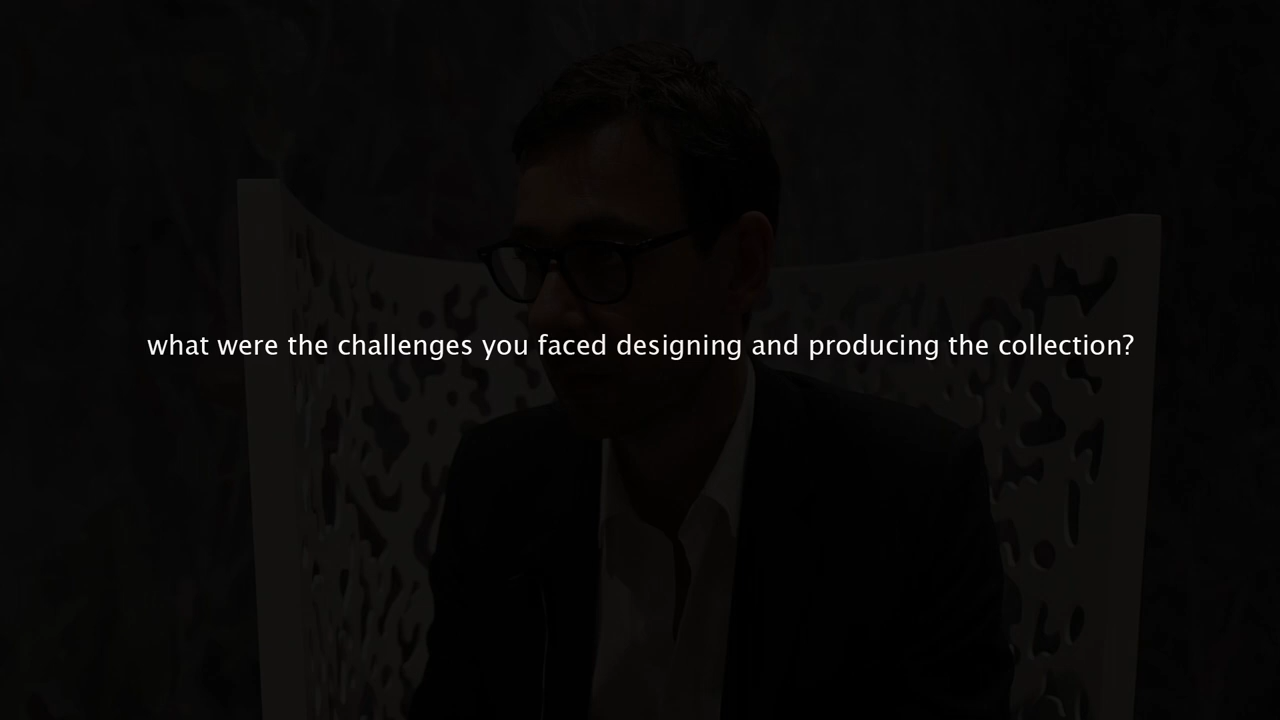 what were the challenges you faced designing and producing the collection?